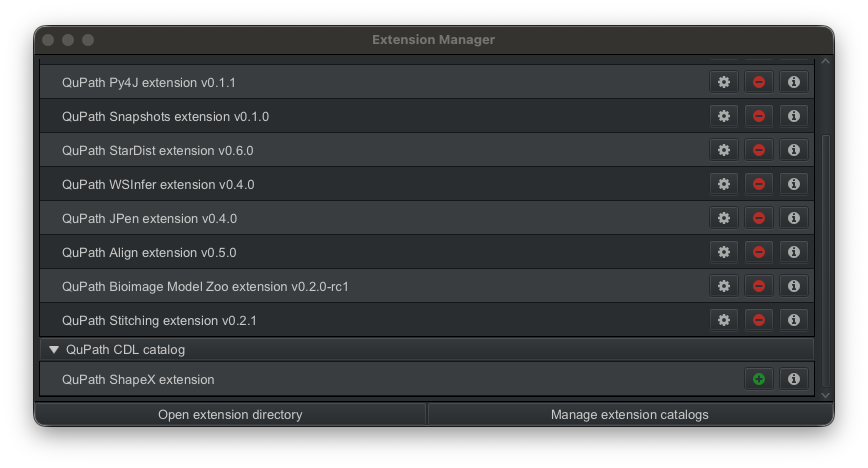 Extension Manager
QuPath Py4J extension v0.1.1
QuPath Snapshots extension v0.1.0
QuPath StarDist extension v0.6.0
QuPath WSInfer extension v0.4.0
QuPath JPen extension v0.4.0
QuPath Align extension v0.5.0
QuPath Bioimage Model Zoo extension v0.2.0-rc1
QuPath Stitching extension v0.2.1
QuPath CDL catalog
QuPath ShapeX extension
Open extension directory
Manage extension catalogs